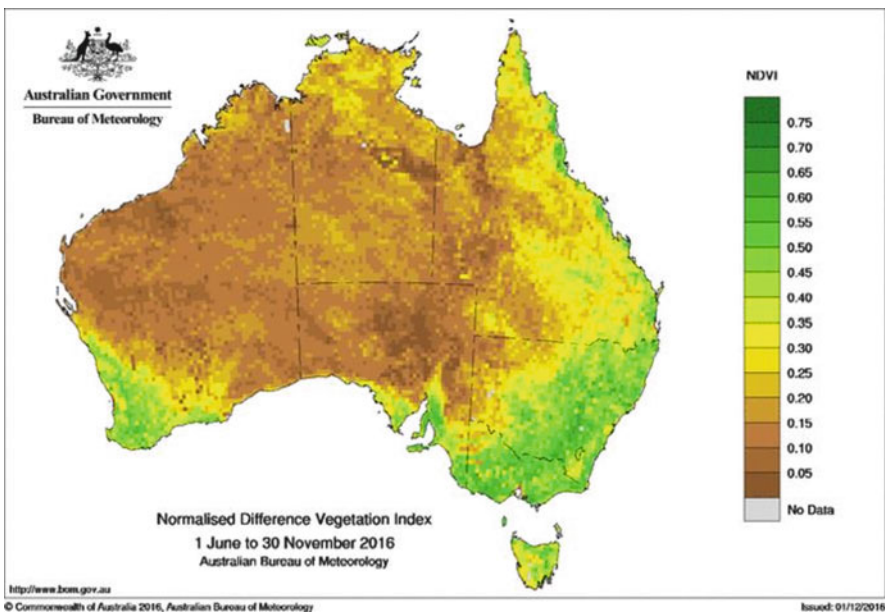 Australian Government
Bureau of Meteorology
NDVI
0.75
0.70
0.65
0.60
0.55
0.50
0.45
0.40
0.35
0.30
0.25
0.20
0.15
0.10
0.05
No Data
Normalised Difference Vegetation Index
1 June to 30 November 2016
Australian Bureau of Meteorology
http://www.bom.gov.au
© Commonwealth of Australia 2016, Australian Bureau of Meteorology
Issued: 01/12/2016